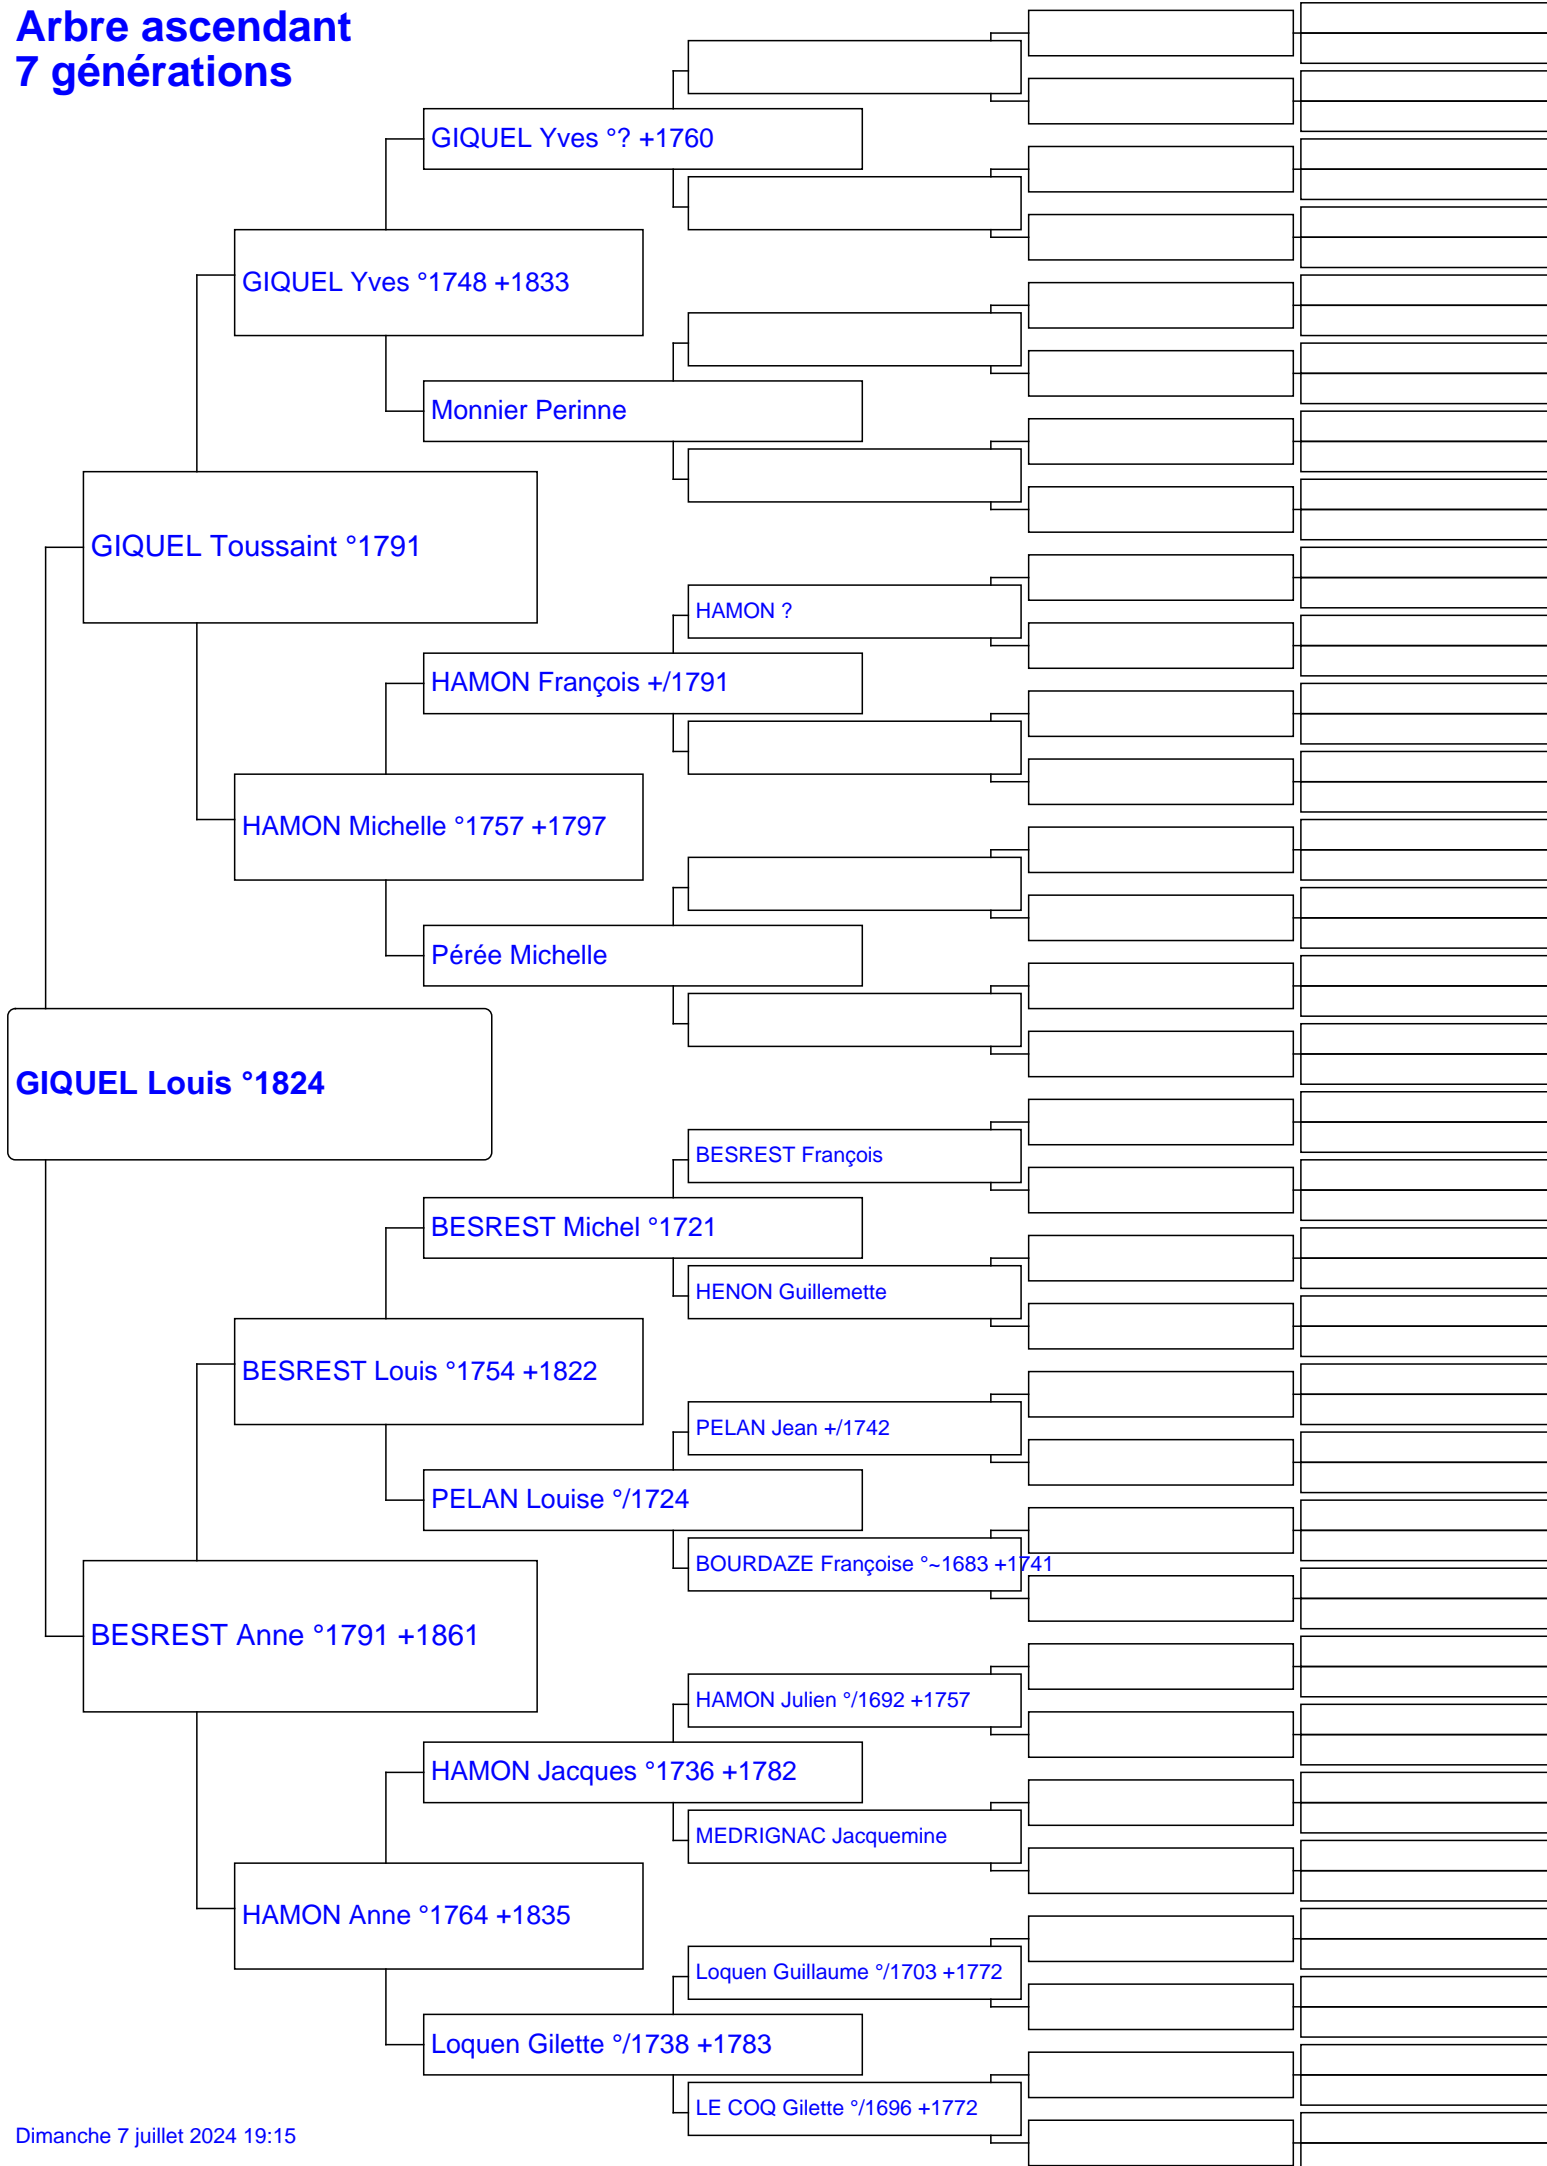 Arbre ascendant
7 générations
GIQUEL Yves °? +1760
GIQUEL Yves °1748 +1833
Monnier Perinne
GIQUEL Toussaint °1791
HAMON ?
HAMON François +/1791
HAMON Michelle °1757 +1797
Pérée Michelle
GIQUEL Louis °1824
BESREST François
BESREST Michel °1721
HENON Guillemette
BESREST Louis °1754 +1822
PELAN Jean +/1742
PELAN Louise °/1724
BOURDAZE Françoise °~1683 +1741
BESREST Anne °1791 +1861
HAMON Julien °/1692 +1757
HAMON Jacques °1736 +1782
MEDRIGNAC Jacquemine
HAMON Anne °1764 +1835
Loquen Guillaume °/1703 +1772
Loquen Gilette °/1738 +1783
LE COQ Gilette °/1696 +1772
Dimanche 7 juillet 2024 19:15